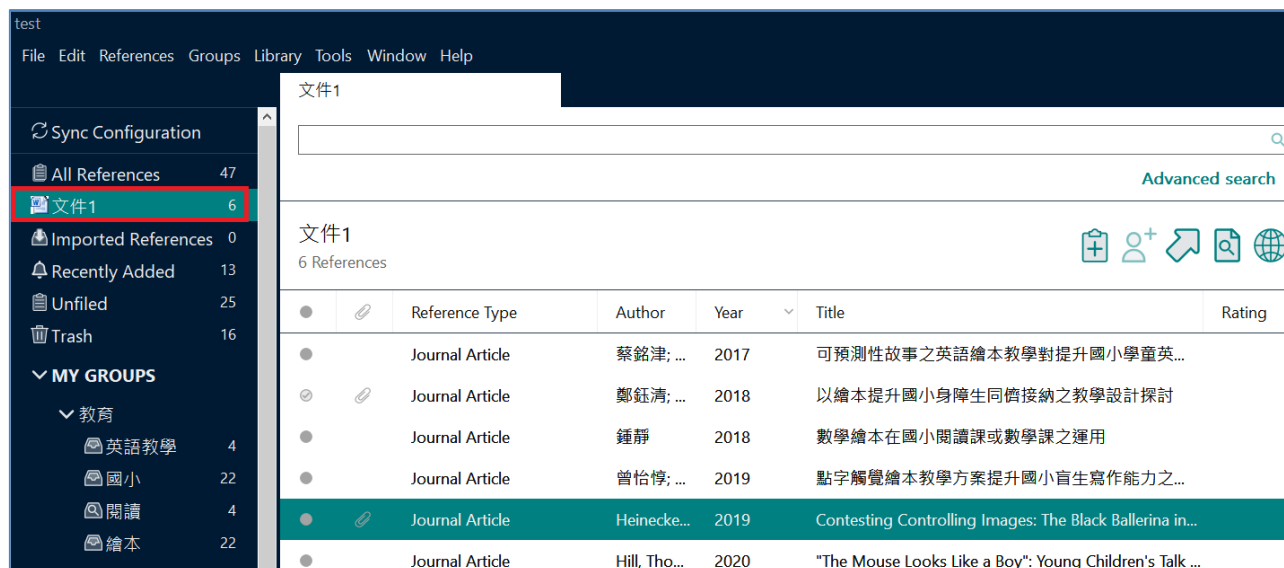 test
File Edit References Groups Library Tools Window Help
文件1
Sync Configuration
Advanced search
All References 47
文件1 6
Imported References 0
Recently Added 13
Unfiled 25
Trash 16
MY GROUPS
教育
英語教學 4
國小 22
閱讀 4
繪本 22
文件1
6 References
Reference Type Author Year Title Rating
Journal Article 蔡銘津; ... 2017 可預測性故事之英語繪本教學對提升國小學童英...
Journal Article 鄭鈺清; ... 2018 以繪本提升國小身障生同儕接納之教學設計探討
Journal Article 鍾靜 2018 數學繪本在國小閱讀課或數學課之運用
Journal Article 曾怡惇; ... 2019 點字觸覺繪本教學方案提升國小盲生寫作能力之...
Journal Article Heinecke... 2019 Contesting Controlling Images: The Black Ballerina in...
Journal Article Hill, Tho... 2020 "The Mouse Looks Like a Boy": Young Children's Talk ...